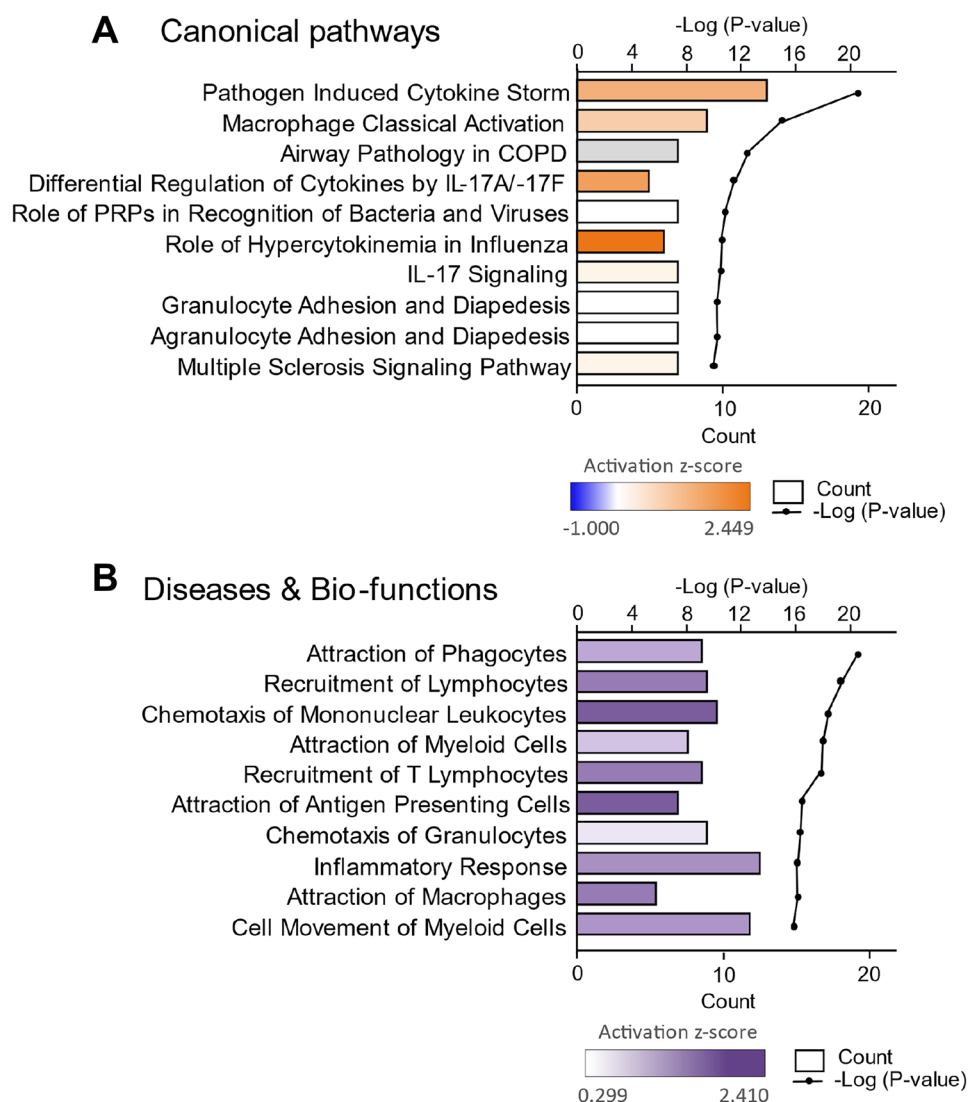 A Canonical pathways
-Log (P-value)
0 4 8 12 16 20
Pathogen Induced Cytokine Storm
Macrophage Classical Activation
Airway Pathology in COPD
Differential Regulation of Cytokines by IL-17A/-17F
Role of PRPs in Recognition of Bacteria and Viruses
Role of Hypercytokinemia in Influenza
IL-17 Signaling
Granulocyte Adhesion and Diapedesis
Agranulocyte Adhesion and Diapedesis
Multiple Sclerosis Signaling Pathway
0 10 20
Count
Activation z-score
-1.000 2.449
Count
-Log (P-value)
B Diseases & Bio-functions
-Log (P-value)
0 4 8 12 16 20
Attraction of Phagocytes
Recruitment of Lymphocytes
Chemotaxis of Mononuclear Leukocytes
Attraction of Myeloid Cells
Recruitment of T Lymphocytes
Attraction of Antigen Presenting Cells
Chemotaxis of Granulocytes
Inflammatory Response
Attraction of Macrophages
Cell Movement of Myeloid Cells
0 10 20
Count
Activation z-score
0.299 2.410
Count
-Log (P-value)